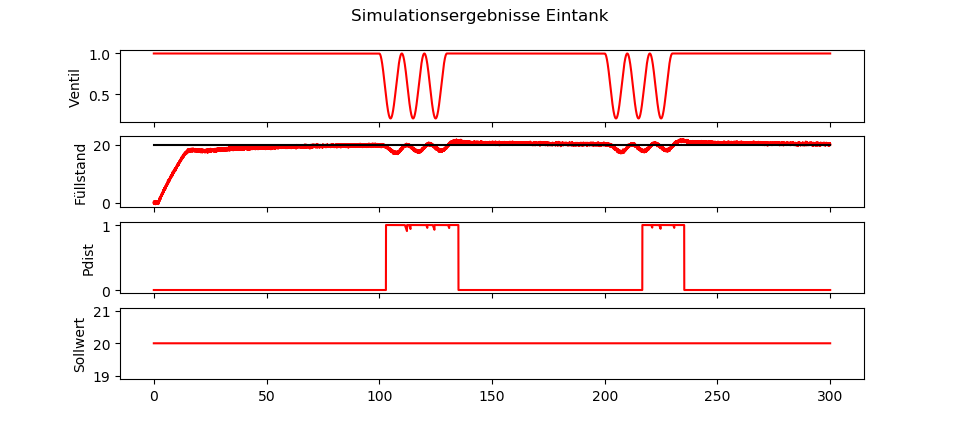 Simulationsergebnisse Eintank
1.0
0.5
Ventil
20
0
Füllstand
1
0
Pdist
21
20
19
Sollwert
0 50 100 150 200 250 300